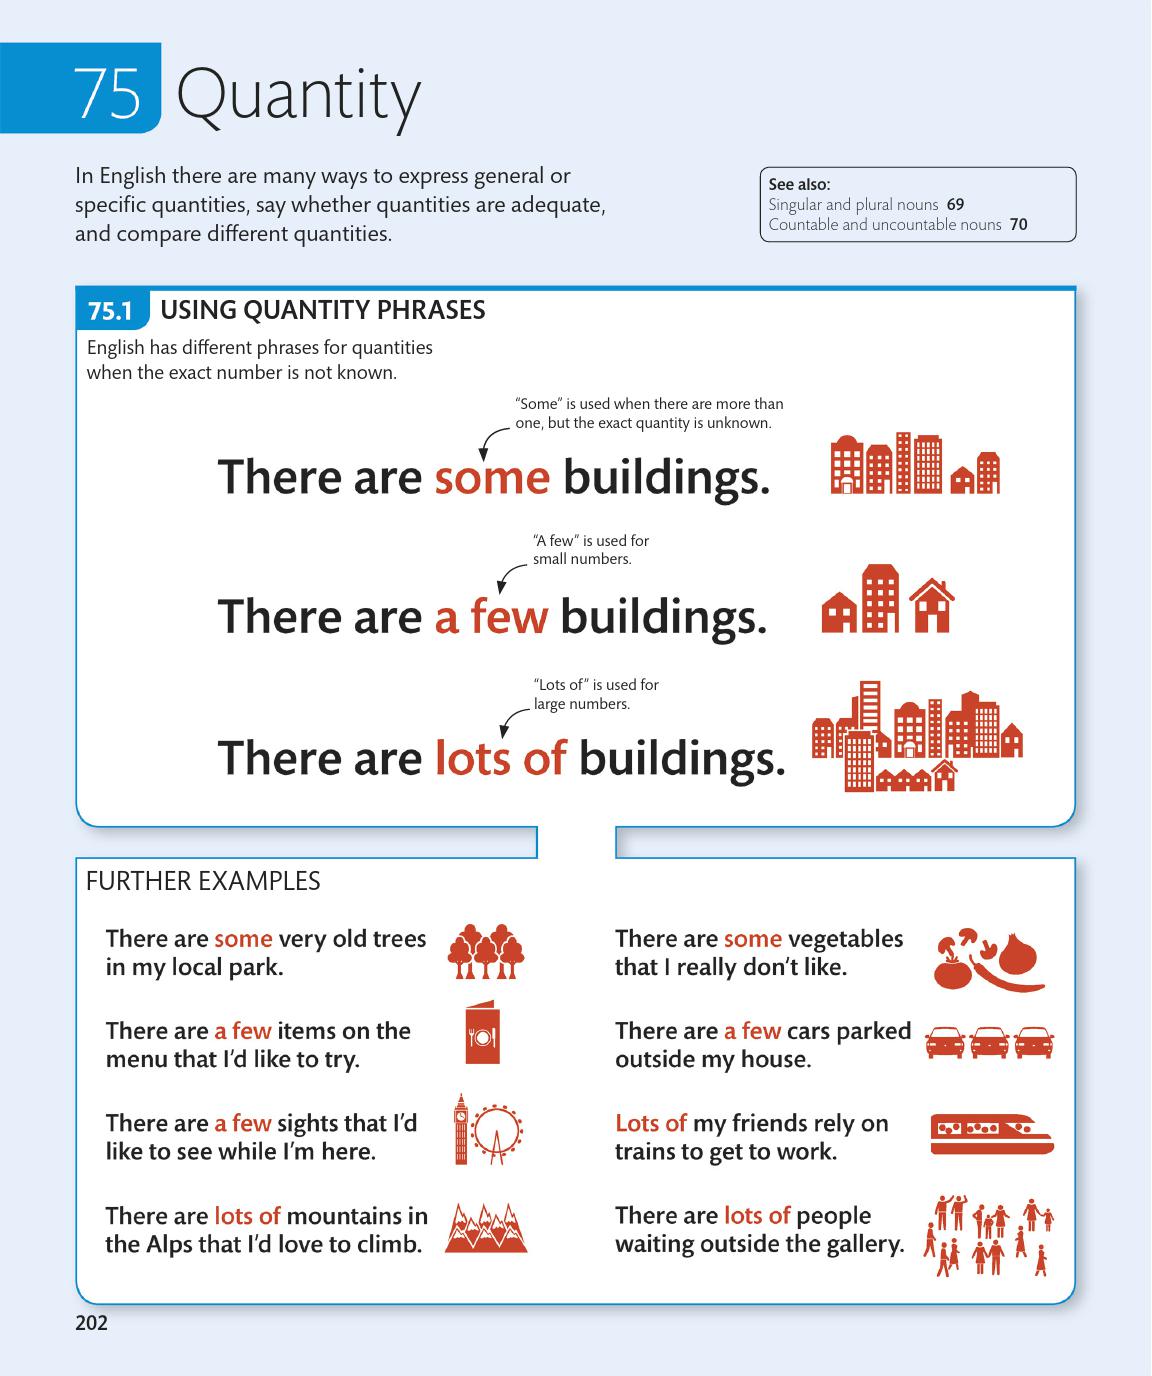 75 Quantity
In English there are many ways to express general or
specific quantities, say whether quantities are adequate,
and compare different quantities.
See also:
Singular and plural nouns 69
Countable and uncountable nouns 70
75.1 USING QUANTITY PHRASES
English has different phrases for quantities
when the exact number is not known.
“Some” is used when there are more than
one, but the exact quantity is unknown.
There are some buildings.
“A few” is used for
small numbers.
There are a few buildings.
“Lots of” is used for
large numbers.
There are lots of buildings.
FURTHER EXAMPLES
There are some very old trees
in my local park.
There are a few items on the
menu that I’d like to try.
There are a few sights that I’d
like to see while I’m here.
There are lots of mountains in
the Alps that I’d love to climb.
There are some vegetables
that I really don’t like.
There are a few cars parked
outside my house.
Lots of my friends rely on
trains to get to work.
There are lots of people
waiting outside the gallery.
202